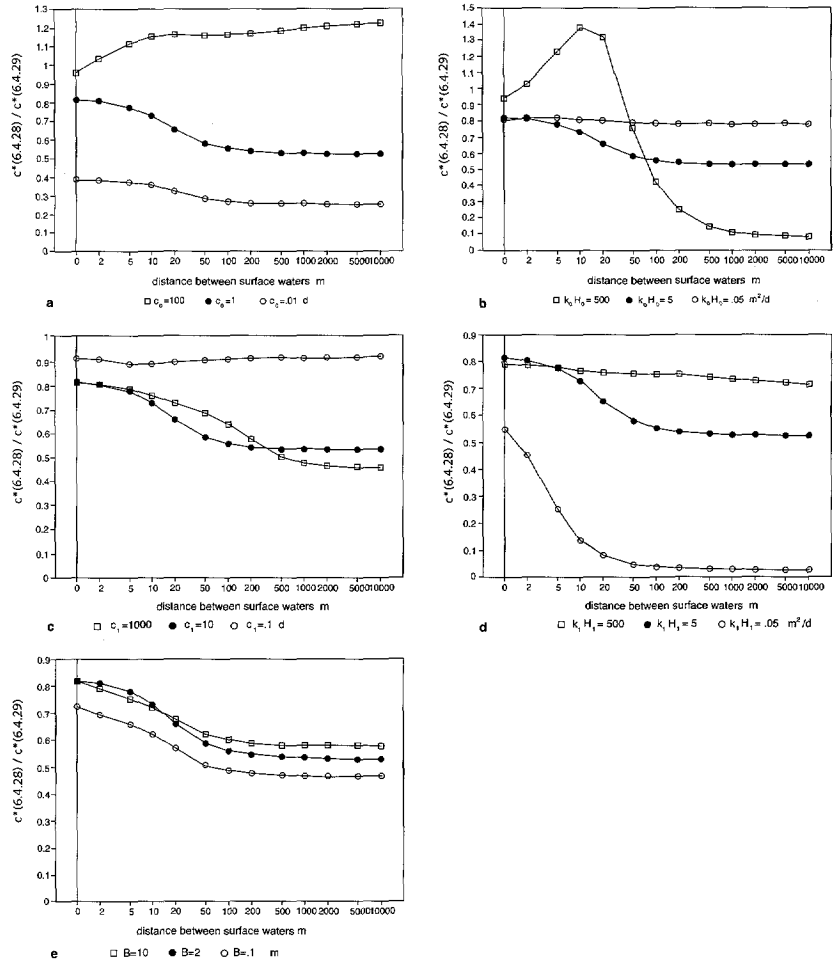 1.3
1.2
1.1
1
0.9
0.8
0.7
0.6
0.5
0.4
0.3
0.2
0.1
0
c*(6.4.28) / c*(6.4.29)
0 2 5 10 20 50 100 200 500 1000 2000 500010000
distance between surface waters m
a
□ c₀=100 ● c₀=1 ○ c₀=.01 d
1.5
1.4
1.3
1.2
1.1
1
0.9
0.8
0.7
0.6
0.5
0.4
0.3
0.2
0.1
0
c*(6.4.28) / c*(6.4.29)
0 2 5 10 20 50 100 200 500 1000 2000 5000 10000
distance between surface waters m
b
□ k₀H₀= 500 ● k₀H₀= 5 ○ k₀H₀= .05 m²/d
1
0.9
0.8
0.7
0.6
0.5
0.4
0.3
0.2
0.1
0
c*(6.4.28) / c*(6.4.29)
0 2 5 10 20 50 100 200 500 1000 2000 500010000
distance between surface waters m
c
□ c₁=1000 ● c₁=10 ○ c₁=.1 d
1
0.9
0.8
0.7
0.6
0.5
0.4
0.3
0.2
0.1
0
c*(6.4.28) / c*(6.4.29)
0 2 5 10 20 50 100 200 500 1000 2000 5000 10000
distance between surface waters m
d
□ k₁H₁= 500 ● k₁H₁= 5 ○ k₁H₁= .05 m²/d
0.9
0.8
0.7
0.6
0.5
0.4
0.3
0.2
0.1
0
c*(6.4.28) / c*(6.4.29)
0 2 5 10 20 50 100 200 500 1000 2000 500010000
distance between surface waters m
e
□ B=10 ● B=2 ○ B=.1 m